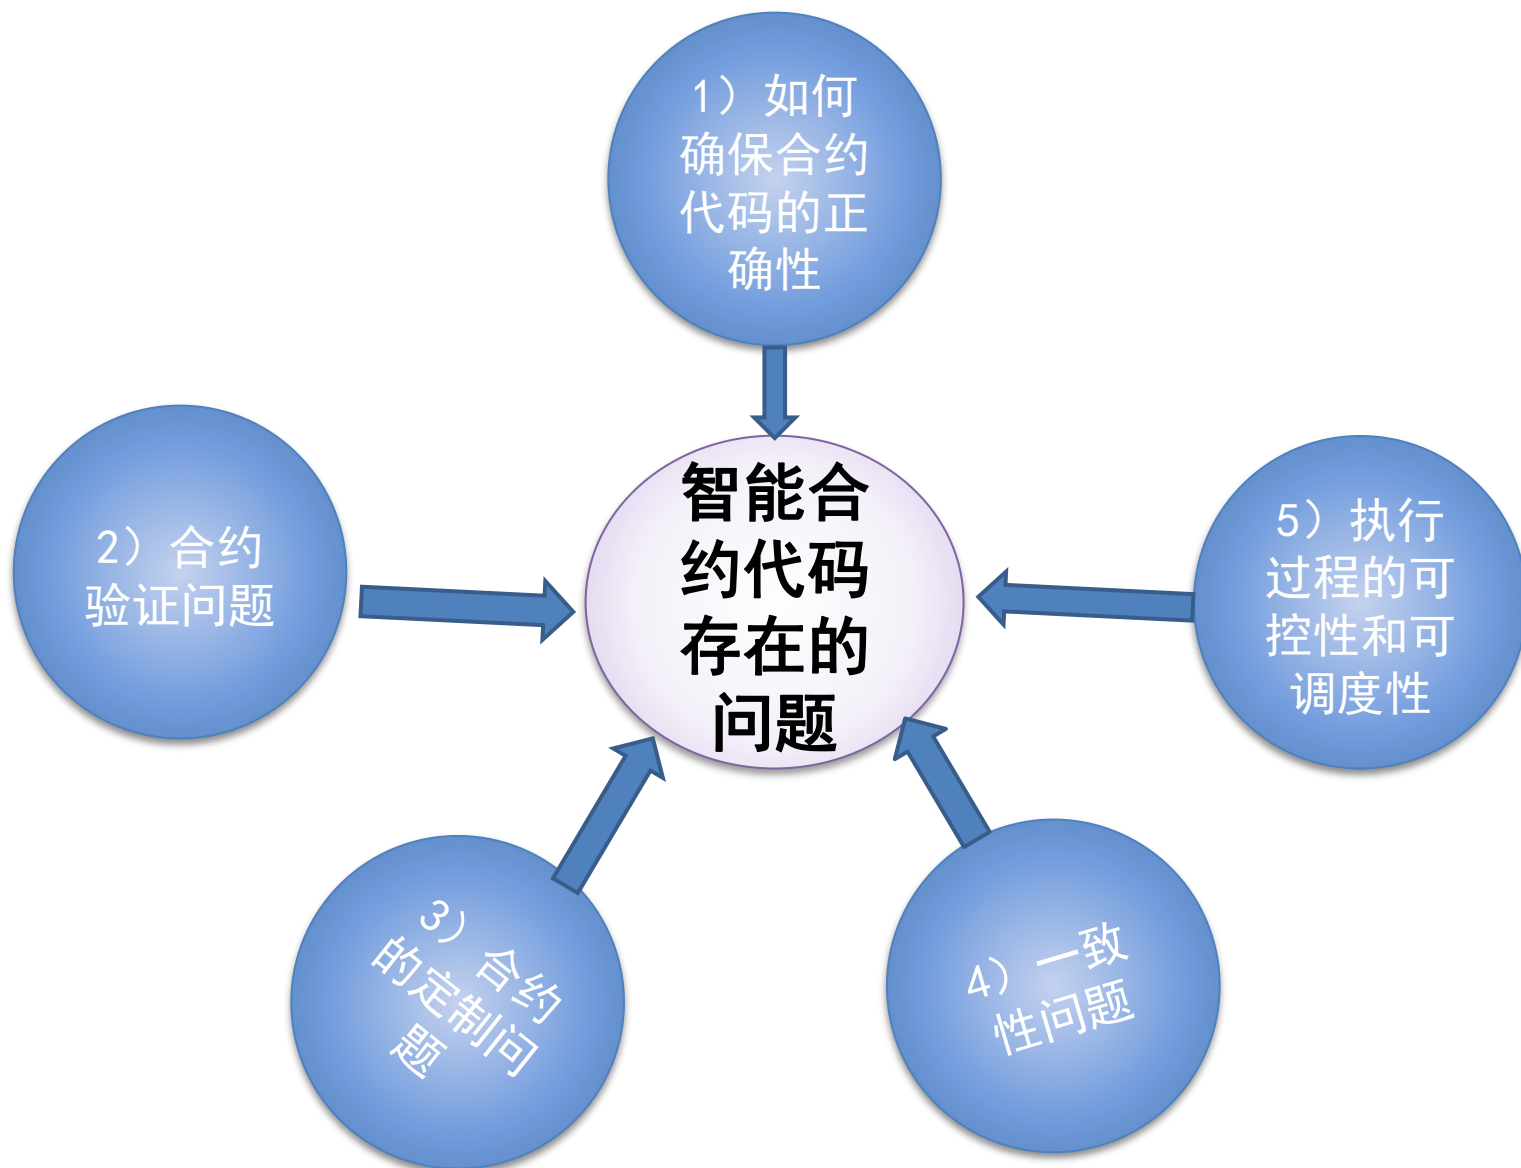 1）如何
确保合约
代码的正
确性
2）合约
验证问题
智能合
约代码
存在的
问题
5）执行
过程的可
控性和可
调度性
3）合约
的定制问
题
4）一致
性问题